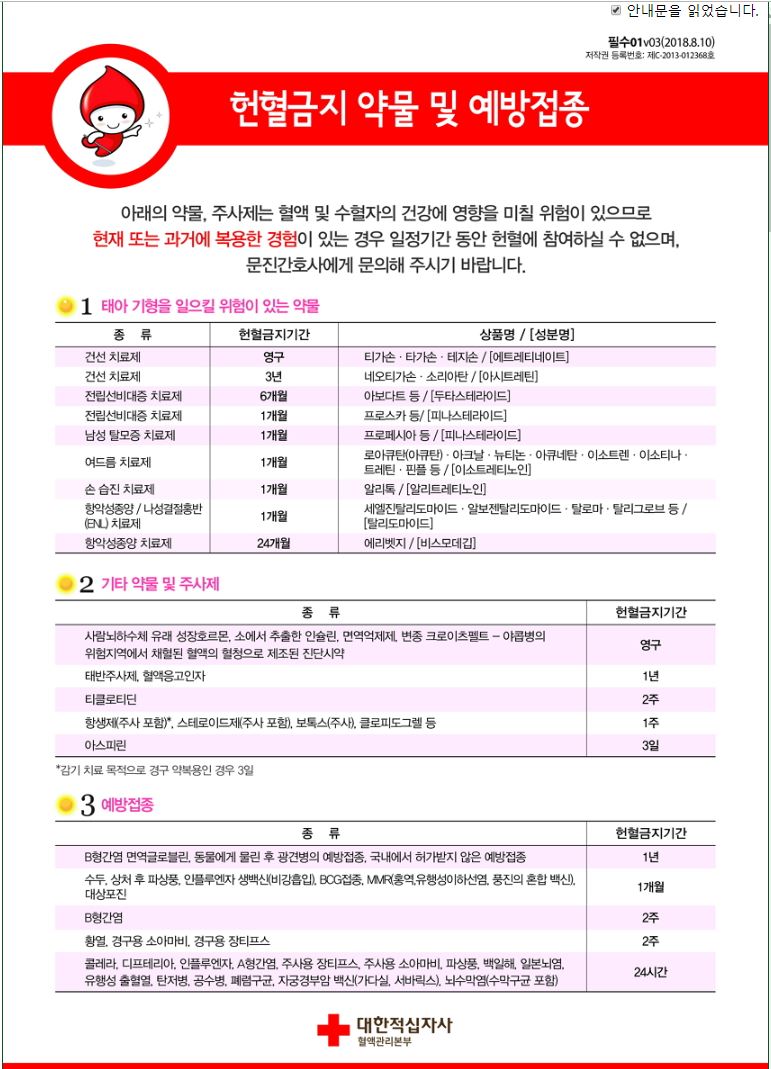 안내문을 읽었습니다.
필수01v03(2018.8.10)
저작권 등록번호: 제C-2013-012368호
헌혈금지 약물 및 예방접종
아래의 약물, 주사제는 혈액 및 수혈자의 건강에 영향을 미칠 위험이 있으므로
현재 또는 과거에 복용한 경험이 있는 경우 일정기간 동안 헌혈에 참여하실 수 없으며,
문진간호사에게 문의해 주시기 바랍니다.
1 태아 기형을 일으킬 위험이 있는 약물
종 류 헌혈금지기간 상품명 / [성분명]
건선 치료제 영구 티가손 · 타가손 · 테지손 / [에트레티네이트]
건선 치료제 3년 네오티가손 · 소리아탄 / [아시트레틴]
전립선비대증 치료제 6개월 아보다트 등 / [두타스테라이드]
전립선비대증 치료제 1개월 프로스카 등/ [피나스테라이드]
남성 탈모증 치료제 1개월 프로페시아 등 / [피나스테라이드]
여드름 치료제 1개월 로아큐탄(아큐탄) · 아크날 · 뉴티논 · 아큐네탄 · 이소트렌 · 이소티나 ·
트레틴 · 핀플 등 / [이소트레티노인]
손 습진 치료제 1개월 알리톡 / [알리트레티노인]
항악성종양 / 나성결절홍반
(ENL) 치료제 1개월 세엘진탈리도마이드 · 알보젠탈리도마이드 · 탈로마 · 탈리그로브 등 /
[탈리도마이드]
항악성종양 치료제 24개월 에리벳지 / [비스모데깁]
2 기타 약물 및 주사제
종 류 헌혈금지기간
사람뇌하수체 유래 성장호르몬, 소에서 추출한 인슐린, 면역억제제, 변종 크로이츠펠트 – 야콥병의
위험지역에서 채혈된 혈액의 혈청으로 제조된 진단시약 영구
태반주사제, 혈액응고인자 1년
티클로티딘 2주
항생제(주사 포함)*, 스테로이드제(주사 포함), 보톡스(주사), 클로피도그렐 등 1주
아스피린 3일
*감기 치료 목적으로 경구 약복용인 경우 3일
3 예방접종
종 류 헌혈금지기간
B형간염 면역글로블린, 동물에게 물린 후 광견병의 예방접종, 국내에서 허가받지 않은 예방접종 1년
수두, 상처 후 파상풍, 인플루엔자 생백신(비강흡입), BCG접종, MMR(홍역,유행성이하선염, 풍진의 혼합 백신),
대상포진 1개월
B형간염 2주
황열, 경구용 소아마비, 경구용 장티프스 2주
콜레라, 디프테리아, 인플루엔자, A형간염, 주사용 장티프스, 주사용 소아마비, 파상풍, 백일해, 일본뇌염,
유행성 출혈열, 탄저병, 공수병, 폐렴구균, 자궁경부암 백신(가다실, 서바릭스), 뇌수막염(수막구균 포함) 24시간
대한적십자사
혈액관리본부